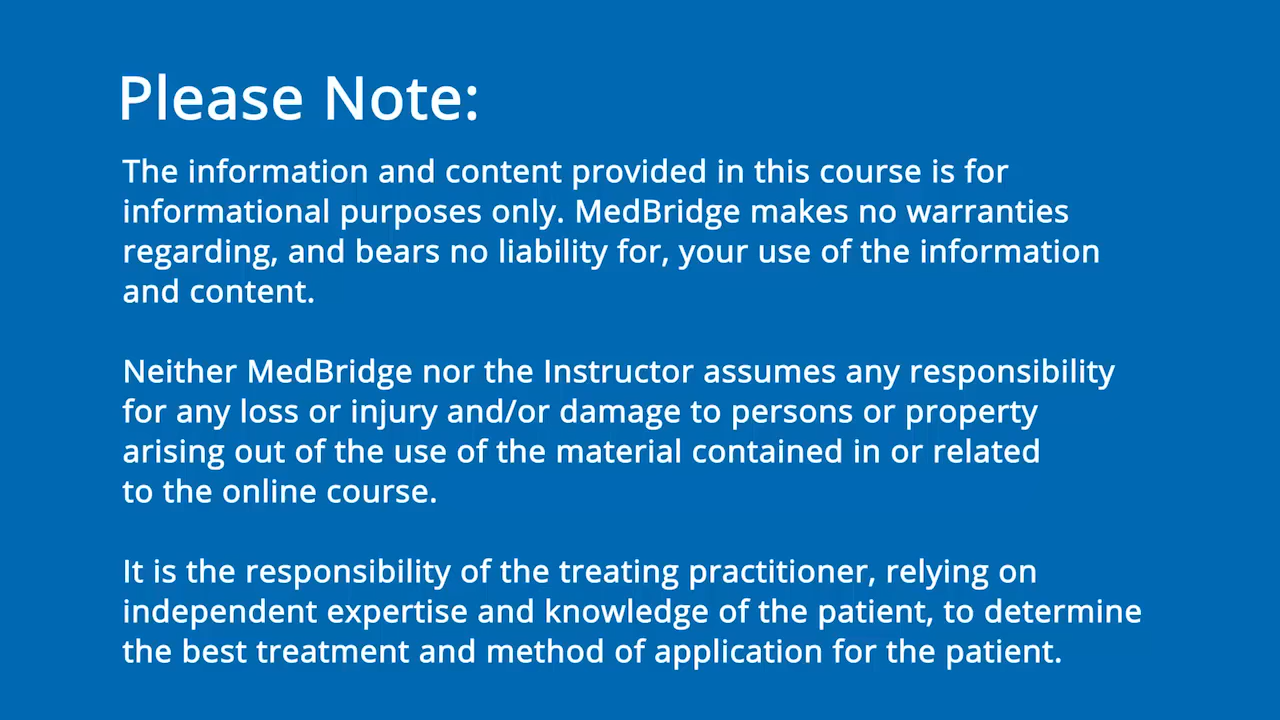 Please Note:
The information and content provided in this course is for
informational purposes only. MedBridge makes no warranties
regarding, and bears no liability for, your use of the information
and content.
Neither MedBridge nor the Instructor assumes any responsibility
for any loss or injury and/or damage to persons or property
arising out of the use of the material contained in or related
to the online course.
It is the responsibility of the treating practitioner, relying on
independent expertise and knowledge of the patient, to determine
the best treatment and method of application for the patient.